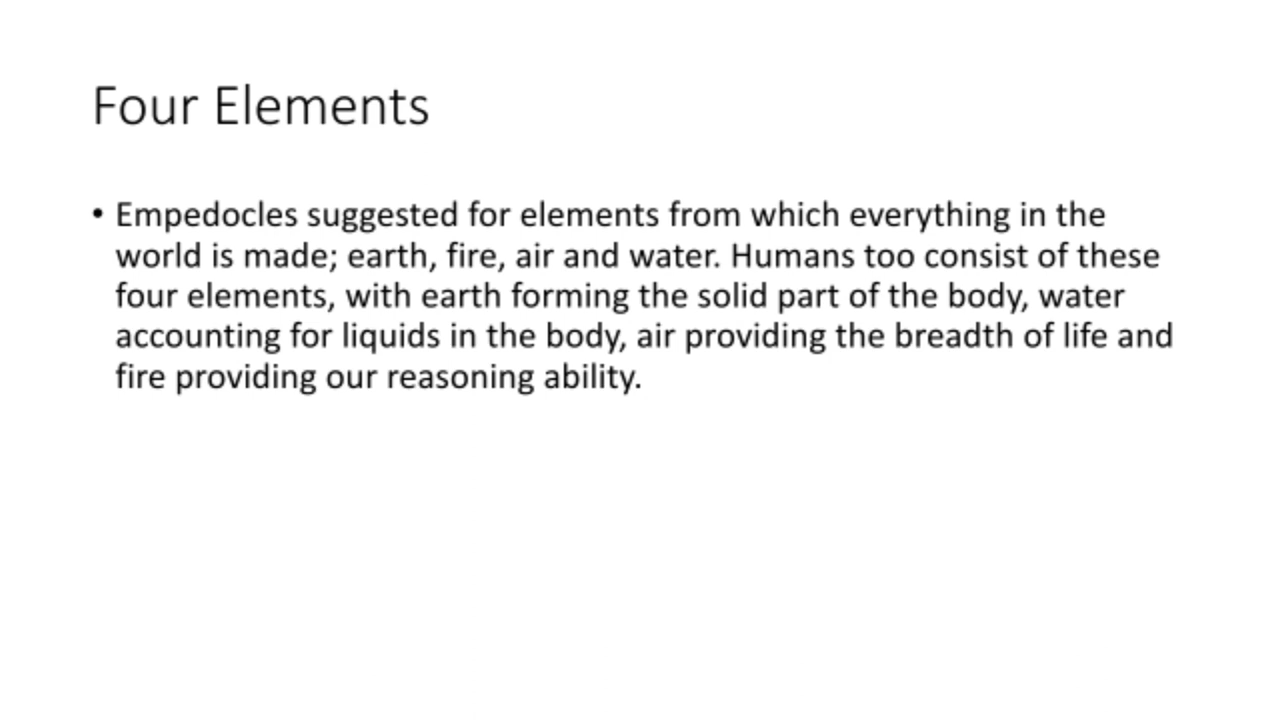 Four Elements
• Empedocles suggested for elements from which everything in the
world is made; earth, fire, air and water. Humans too consist of these
four elements, with earth forming the solid part of the body, water
accounting for liquids in the body, air providing the breadth of life and
fire providing our reasoning ability.